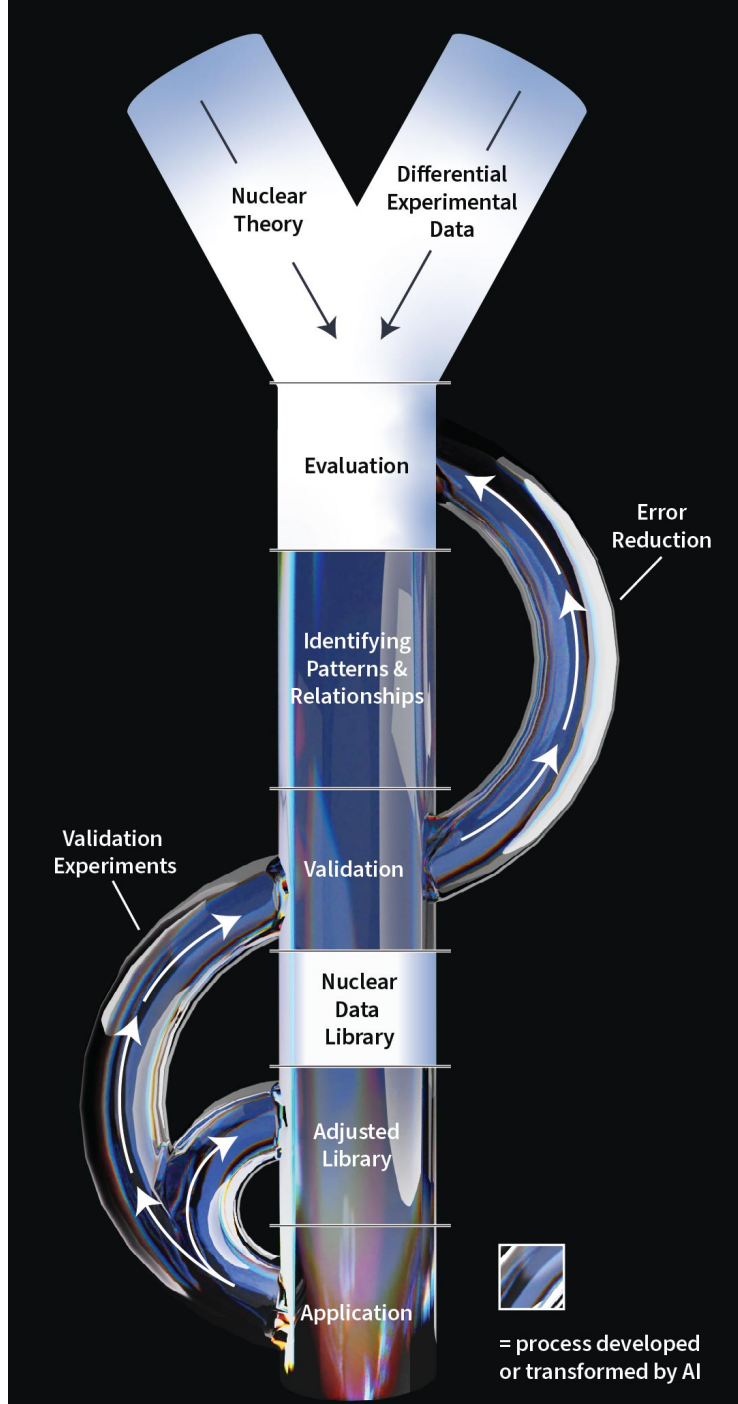 Nuclear
Theory
Differential
Experimental
Data
Evaluation
Error
Reduction
Identifying
Patterns &
Relationships
Validation
Experiments
Validation
Nuclear
Data
Library
Adjusted
Library
Application
= process developed
or transformed by AI